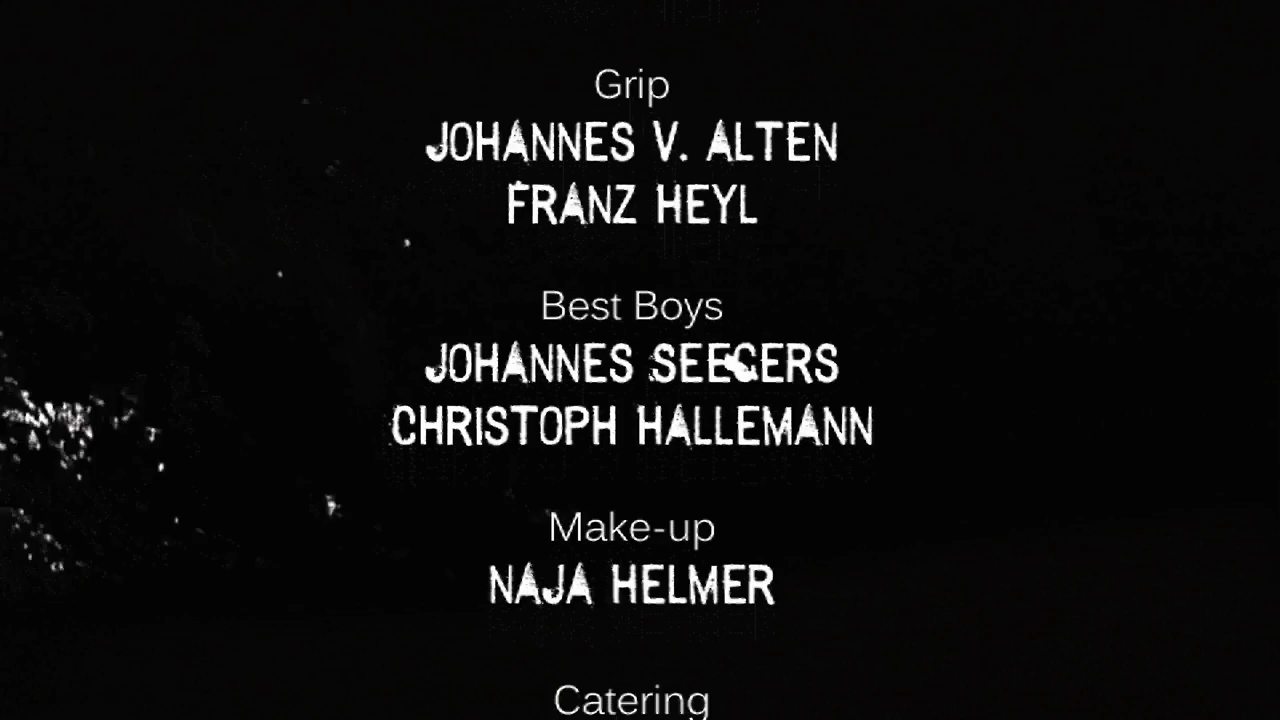 Grip
JOHANNES V. ALTEN
FRANZ HEYL
Best Boys
JOHANNES SEEGERS
CHRISTOPH HALLEMANN
Make-up
NAJA HELMER
Catering